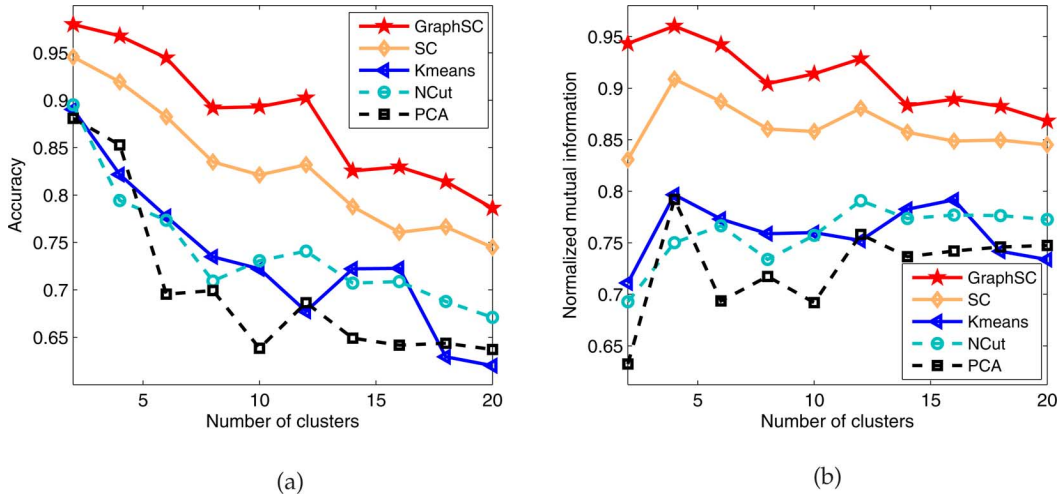 GraphSC
SC
Kmeans
NCut
PCA
0.95
0.9
0.85
0.8
0.75
0.7
0.65
Accuracy
5
10
15
20
Number of clusters
(a)
0.95
0.9
0.85
0.8
0.75
0.7
0.65
Normalized mutual information
GraphSC
SC
Kmeans
NCut
PCA
5
10
15
20
Number of clusters
(b)